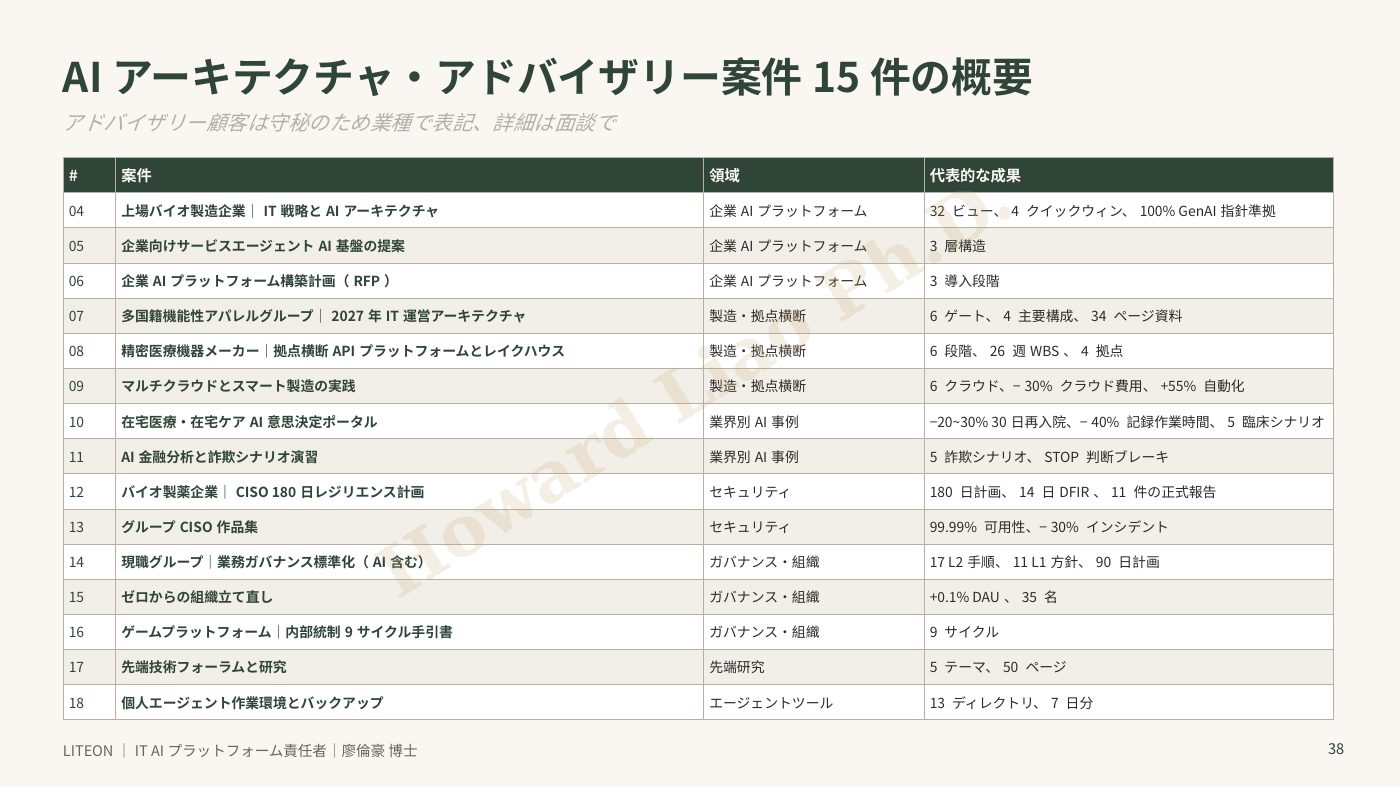 AI アーキテクチャ・アドバイザリー案件 15 件の概要
アドバイザリー顧客は守秘のため業種で表記、詳細は面談で
# 案件 領域 代表的な成果
04 上場バイオ製造企業｜ IT 戦略と AI アーキテクチャ 企業 AI プラットフォーム 32 ビュー、 4 クイックウィン、 100% GenAI 指針準拠
05 企業向けサービスエージェント AI 基盤の提案 企業 AI プラットフォーム 3 層構造
06 企業 AI プラットフォーム構築計画（ RFP ） 企業 AI プラットフォーム 3 導入段階
07 多国籍機能性アパレルグループ｜ 2027 年 IT 運営アーキテクチャ 製造・拠点横断 6 ゲート、 4 主要構成、 34 ページ資料
08 精密医療機器メーカー｜拠点横断 API プラットフォームとレイクハウス 製造・拠点横断 6 段階、 26 週 WBS 、 4 拠点
09 マルチクラウドとスマート製造の実践 製造・拠点横断 6 クラウド、− 30% クラウド費用、 +55% 自動化
10 在宅医療・在宅ケア AI 意思決定ポータル 業界別 AI 事例 −20~30% 30 日再入院、− 40% 記録作業時間、 5 臨床シナリオ
11 AI 金融分析と詐欺シナリオ演習 業界別 AI 事例 5 詐欺シナリオ、 STOP 判断ブレーキ
12 バイオ製薬企業｜ CISO 180 日レジリエンス計画 セキュリティ 180 日計画、 14 日 DFIR 、 11 件の正式報告
13 グループ CISO 作品集 セキュリティ 99.99% 可用性、− 30% インシデント
14 現職グループ｜業務ガバナンス標準化（ AI 含む） ガバナンス・組織 17 L2 手順、 11 L1 方針、 90 日計画
15 ゼロからの組織立て直し ガバナンス・組織 +0.1% DAU 、 35 名
16 ゲームプラットフォーム｜内部統制 9 サイクル手引書 ガバナンス・組織 9 サイクル
17 先端技術フォーラムと研究 先端研究 5 テーマ、 50 ページ
18 個人エージェント作業環境とバックアップ エージェントツール 13 ディレクトリ、 7 日分
Howard Liao Ph.D.
LITEON ｜ IT AI プラットフォーム責任者｜廖倫豪 博士
38